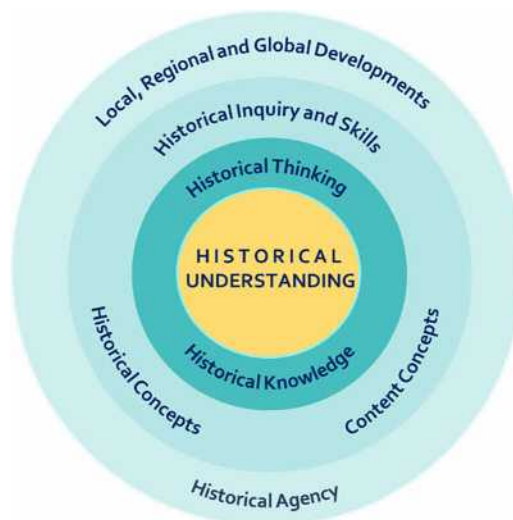 Local, Regional and Global Developments
Historical Inquiry and Skills
Historical Thinking
HISTORICAL
UNDERSTANDING
Historical Knowledge
Historical Concepts
Content Concepts
Historical Agency